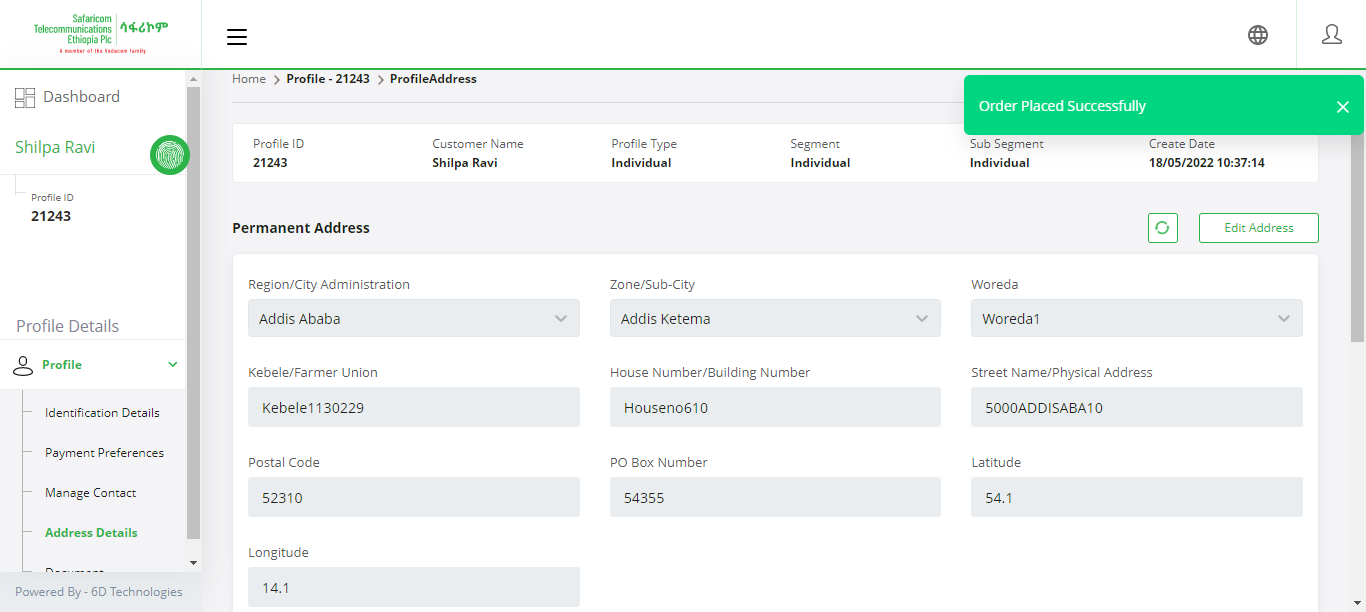 Safaricom
Telecommunications
Ethiopia Plc
ሳፋሪኮም
A member of the Vodacom family
Home > Profile - 21243 > ProfileAddress
Order Placed Successfully
Dashboard
Shilpa Ravi
Profile ID
21243
Profile Details
Profile
Identification Details
Payment Preferences
Manage Contact
Address Details
Powered By - 6D Technologies
Profile ID Customer Name Profile Type Segment Sub Segment Create Date
21243 Shilpa Ravi Individual Individual Individual 18/05/2022 10:37:14
Permanent Address
Edit Address
Region/City Administration Zone/Sub-City Woreda
Addis Ababa Addis Ketema Woreda1
Kebele/Farmer Union House Number/Building Number Street Name/Physical Address
Kebele1130229 Houseno610 5000ADDISABA10
Postal Code PO Box Number Latitude
52310 54355 54.1
Longitude
14.1